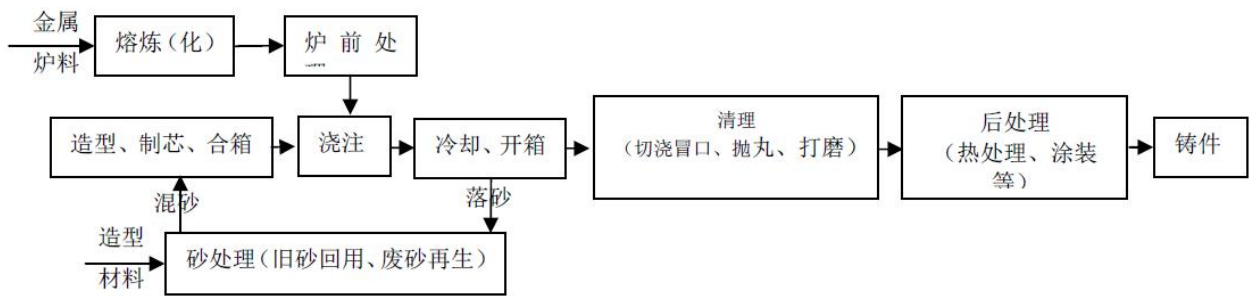 金属
炉料
熔炼（化）
炉 前 处
造型、制芯、合箱
浇注
冷却、开箱
清理
（切浇冒口、抛丸、打磨）
后处理
（热处理、涂装
等）
铸件
混砂
落砂
造型
材料
砂处理（旧砂回用、废砂再生）